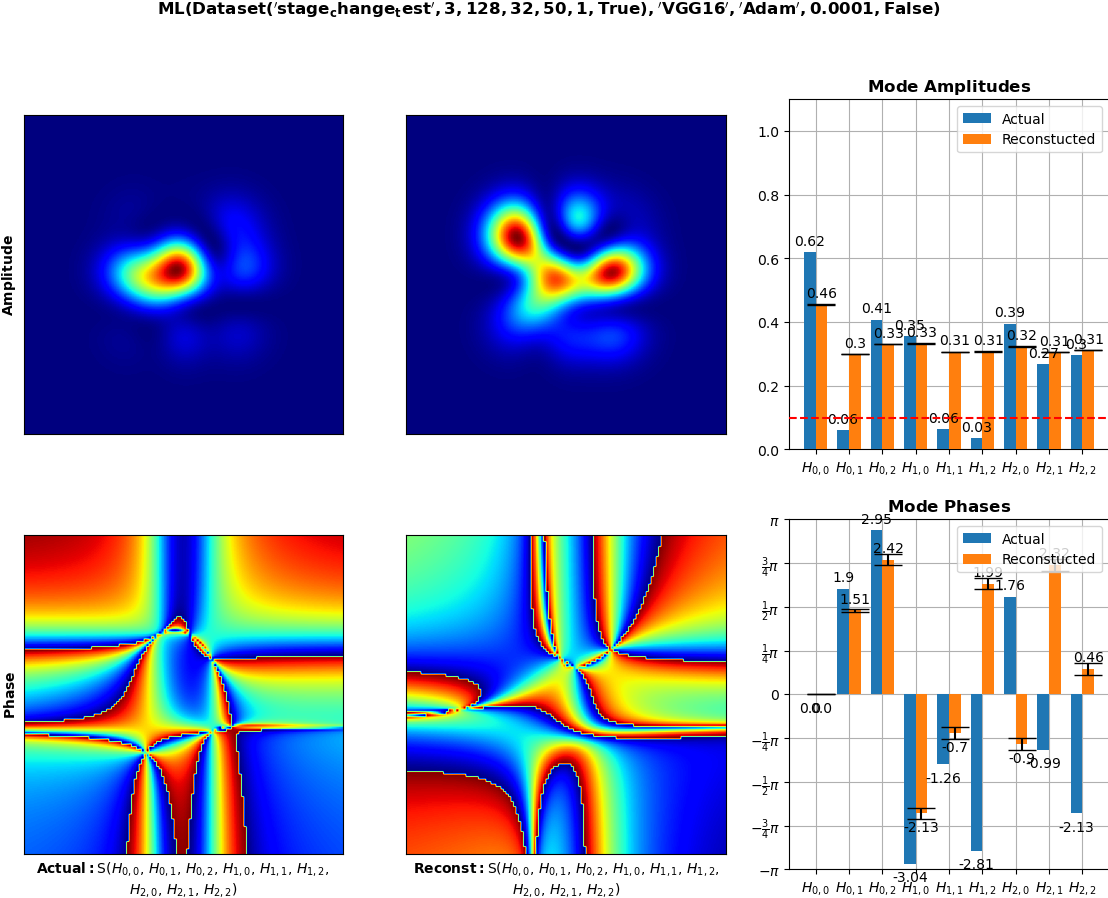 ML(Dataset('stage_change_test', 3, 128, 32, 50, 1, True), 'VGG16', 'Adam', 0.0001, False)
Amplitude
Mode Amplitudes
Actual
Reconstucted
1.0
0.8
0.6
0.4
0.2
0.0
0.62
0.46
0.06
0.3
0.41
0.33
0.35
0.33
0.06
0.31
0.03
0.31
0.39
0.32
0.27
0.31
0.3
0.31
H0,0 H0,1 H0,2 H1,0 H1,1 H1,2 H2,0 H2,1 H2,2
Phase
Actual: S(H0,0, H0,1, H0,2, H1,0, H1,1, H1,2,
H2,0, H2,1, H2,2)
Reconst: S(H0,0, H0,1, H0,2, H1,0, H1,1, H1,2,
H2,0, H2,1, H2,2)
Mode Phases
Actual
Reconstucted
π
3/4π
1/2π
1/4π
0
−1/4π
−1/2π
−3/4π
−π
0.0
0.0
1.9
1.51
2.95
2.42
-3.04
-2.13
-1.26
-0.7
-2.81
1.99
1.76
-0.9
-0.99
2.32
-2.13
0.46
H0,0 H0,1 H0,2 H1,0 H1,1 H1,2 H2,0 H2,1 H2,2